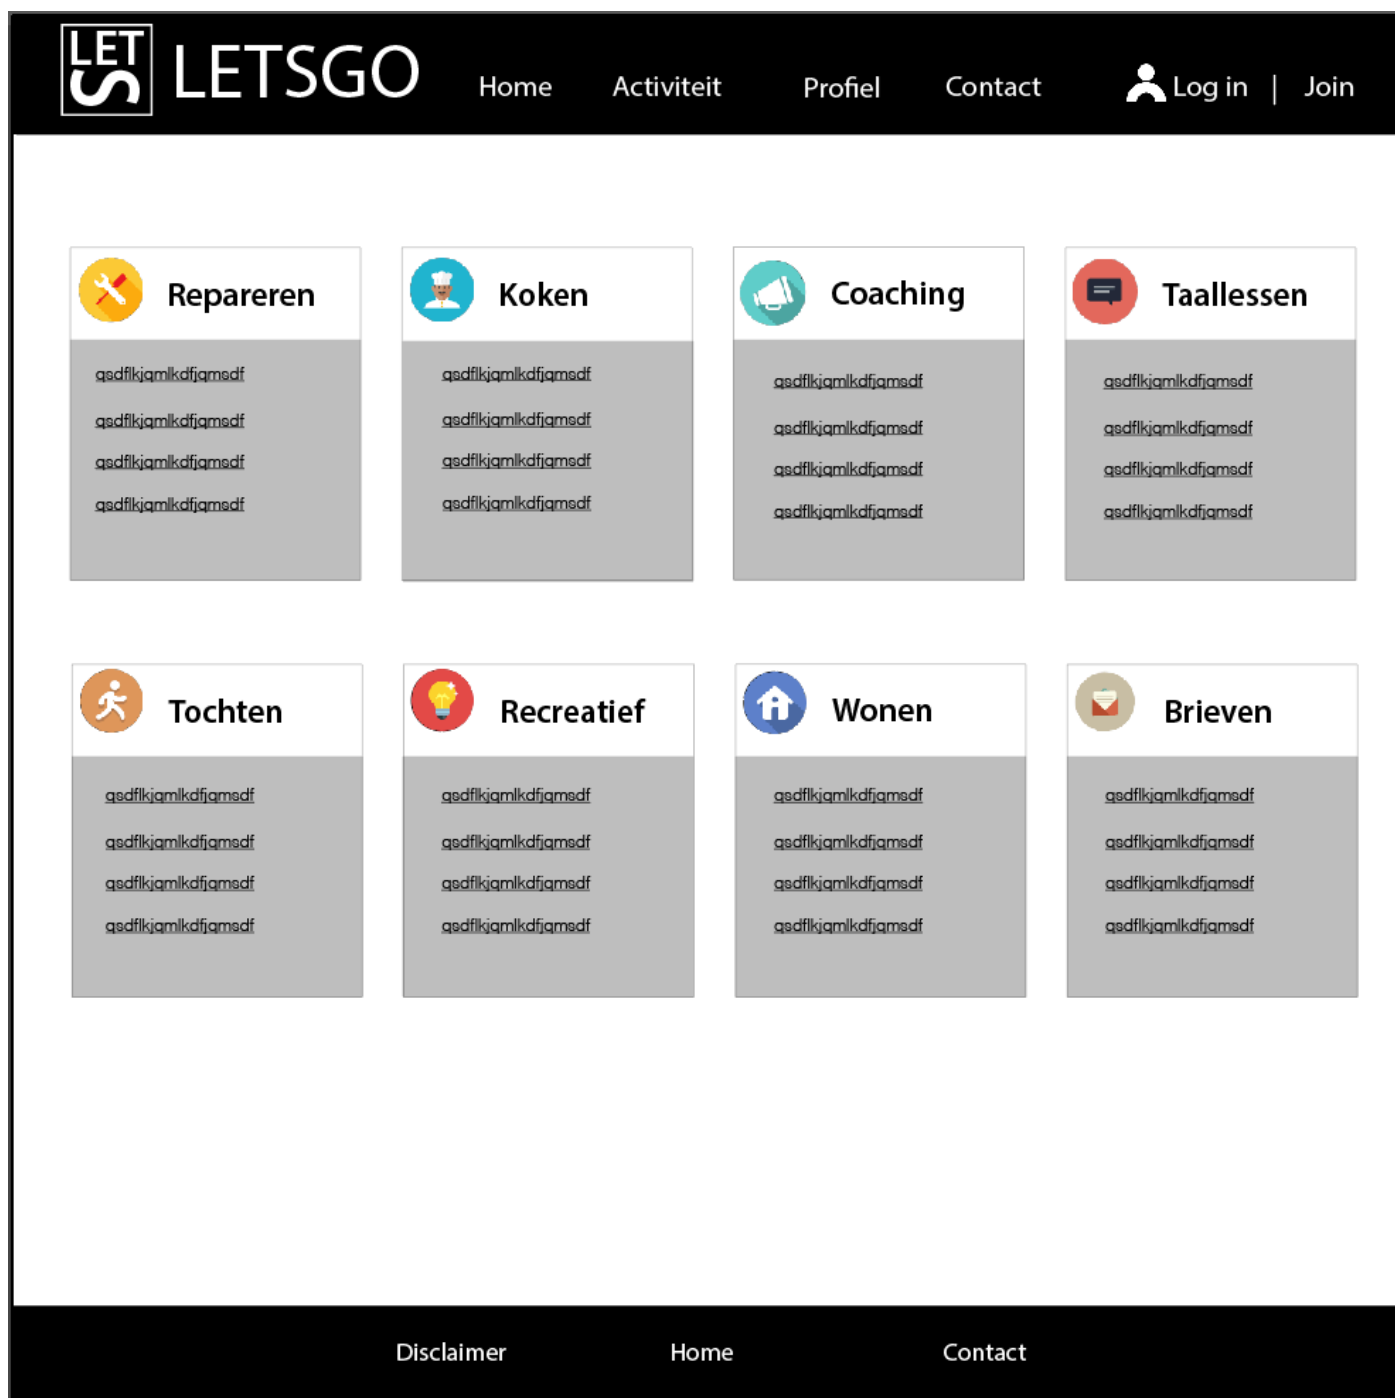 LETS LETSGO Home Activiteit Profiel Contact Log in | Join
Repareren
qsdflkjqmlkdfjqmsdf
qsdflkjqmlkdfjqmsdf
qsdflkjqmlkdfjqmsdf
qsdflkjqmlkdfjqmsdf
Koken
qsdflkjqmlkdfjqmsdf
qsdflkjqmlkdfjqmsdf
qsdflkjqmlkdfjqmsdf
qsdflkjqmlkdfjqmsdf
Coaching
qsdflkjqmlkdfjqmsdf
qsdflkjqmlkdfjqmsdf
qsdflkjqmlkdfjqmsdf
qsdflkjqmlkdfjqmsdf
Taallessen
qsdflkjqmlkdfjqmsdf
qsdflkjqmlkdfjqmsdf
qsdflkjqmlkdfjqmsdf
qsdflkjqmlkdfjqmsdf
Tochten
qsdflkjqmlkdfjqmsdf
qsdflkjqmlkdfjqmsdf
qsdflkjqmlkdfjqmsdf
qsdflkjqmlkdfjqmsdf
Recreatief
qsdflkjqmlkdfjqmsdf
qsdflkjqmlkdfjqmsdf
qsdflkjqmlkdfjqmsdf
qsdflkjqmlkdfjqmsdf
Wonen
qsdflkjqmlkdfjqmsdf
qsdflkjqmlkdfjqmsdf
qsdflkjqmlkdfjqmsdf
qsdflkjqmlkdfjqmsdf
Brieven
qsdflkjqmlkdfjqmsdf
qsdflkjqmlkdfjqmsdf
qsdflkjqmlkdfjqmsdf
qsdflkjqmlkdfjqmsdf
Disclaimer Home Contact